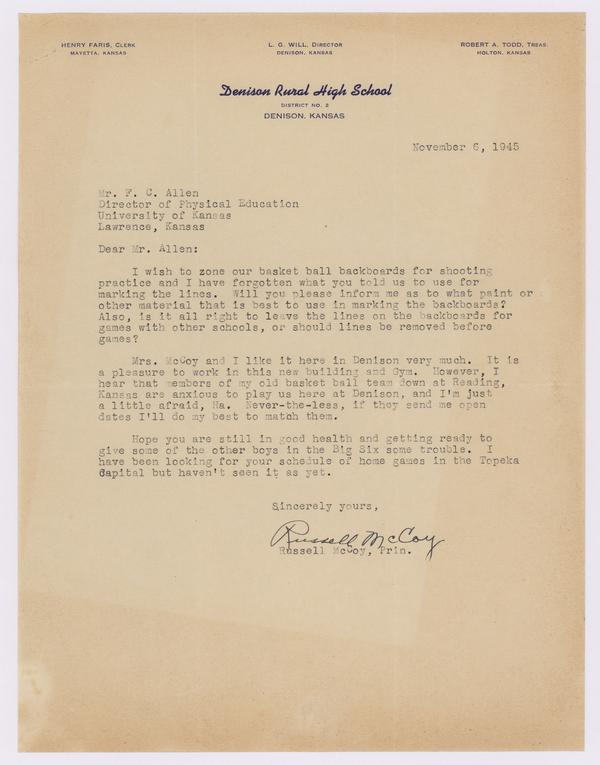 HENRY FARIS, CLERK
MAYETTA, KANSAS
L. G. WILL, DIRECTOR
DENISON, KANSAS
ROBERT A. TODD, TREAS.
HOLTON, KANSAS
Denison Rural High School
DISTRICT NO. 2
DENISON, KANSAS
November 6, 1945
Mr. F. C. Allen
Director of Physical Education
University of Kansas
Lawrence, Kansas
Dear Mr. Allen:
I wish to zone our basket ball backboards for shooting
practice and I have forgotten what you told us to use for
marking the lines. Will you please inform me as to what paint or
other material that is best to use in marking the backboards?
Also, is it all right to leave the lines on the backboards for
games with other schools, or should lines be removed before
games?
Mrs. McCoy and I like it here in Denison very much. It is
a pleasure to work in this new building and Gym. However, I
hear that members of my old basket ball team down at Reading,
Kansas are anxious to play us here at Denison, and I'm just
a little afraid, Ha. Never-the-less, if they send me open
dates I'll do my best to match them.
Hope you are still in good health and getting ready to
give some of the other boys in the Big Six some trouble. I
have been looking for your schedule of home games in the Topeka
Capital but haven't seen it as yet.
Sincerely yours,
Russell McCoy
Russell McCoy, Prin.